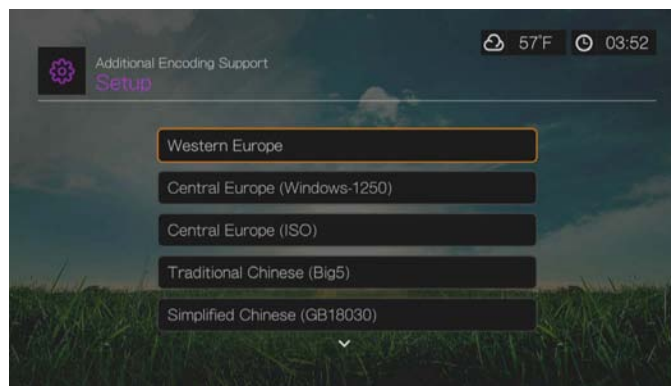 57°F 03:52
Additional Encoding Support
Setup
Western Europe
Central Europe (Windows-1250)
Central Europe (ISO)
Traditional Chinese (Big5)
Simplified Chinese (GB18030)